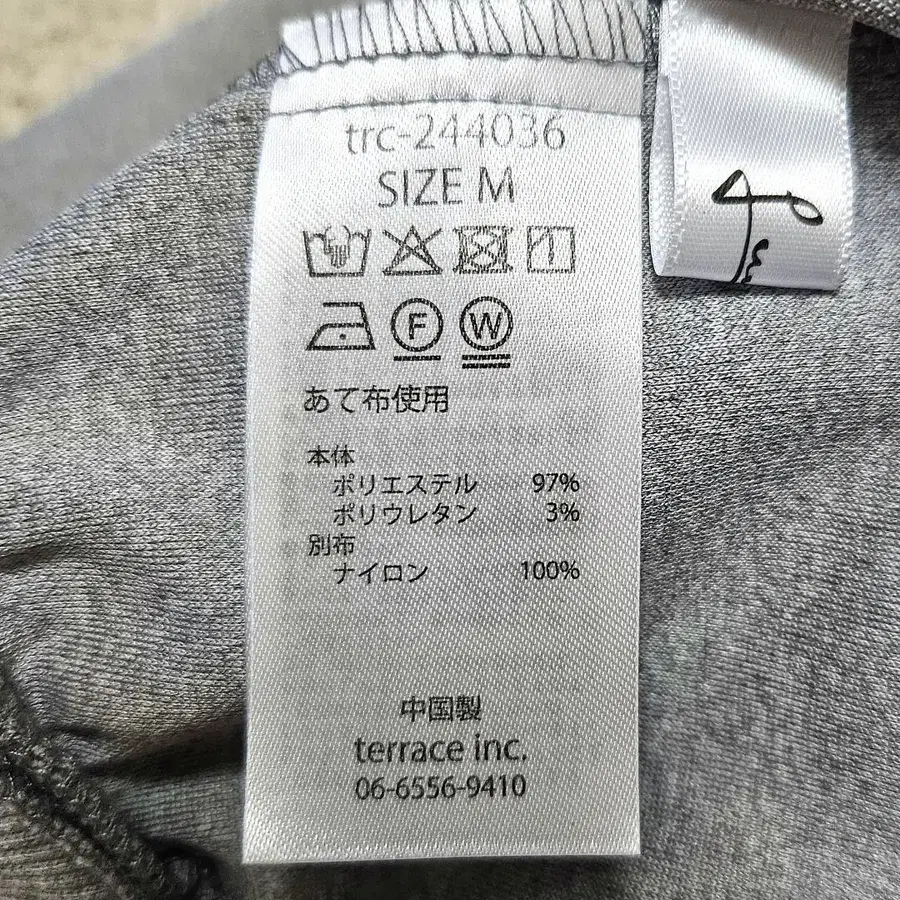 trc-244036
SIZE M
F W
あて布使用
本体
ポリエステル 97%
ポリウレタン 3%
別布
ナイロン 100%
中国製
terrace inc.
06-6556-9410